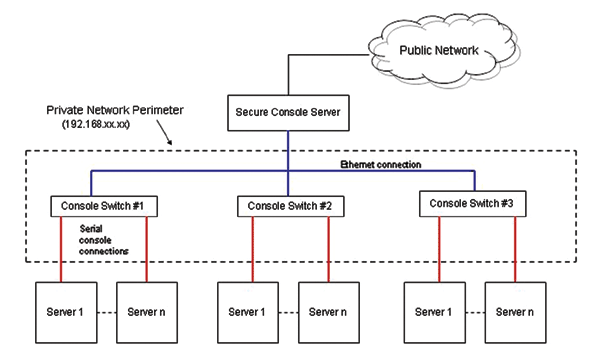 Public Network
Private Network Perimeter
(192.168.xx.xx)
Secure Console Server
Ethernet connection
Console Switch #1
Console Switch #2
Console Switch #3
Serial
console
connections
Server 1
Server n
Server 1
Server n
Server 1
Server n